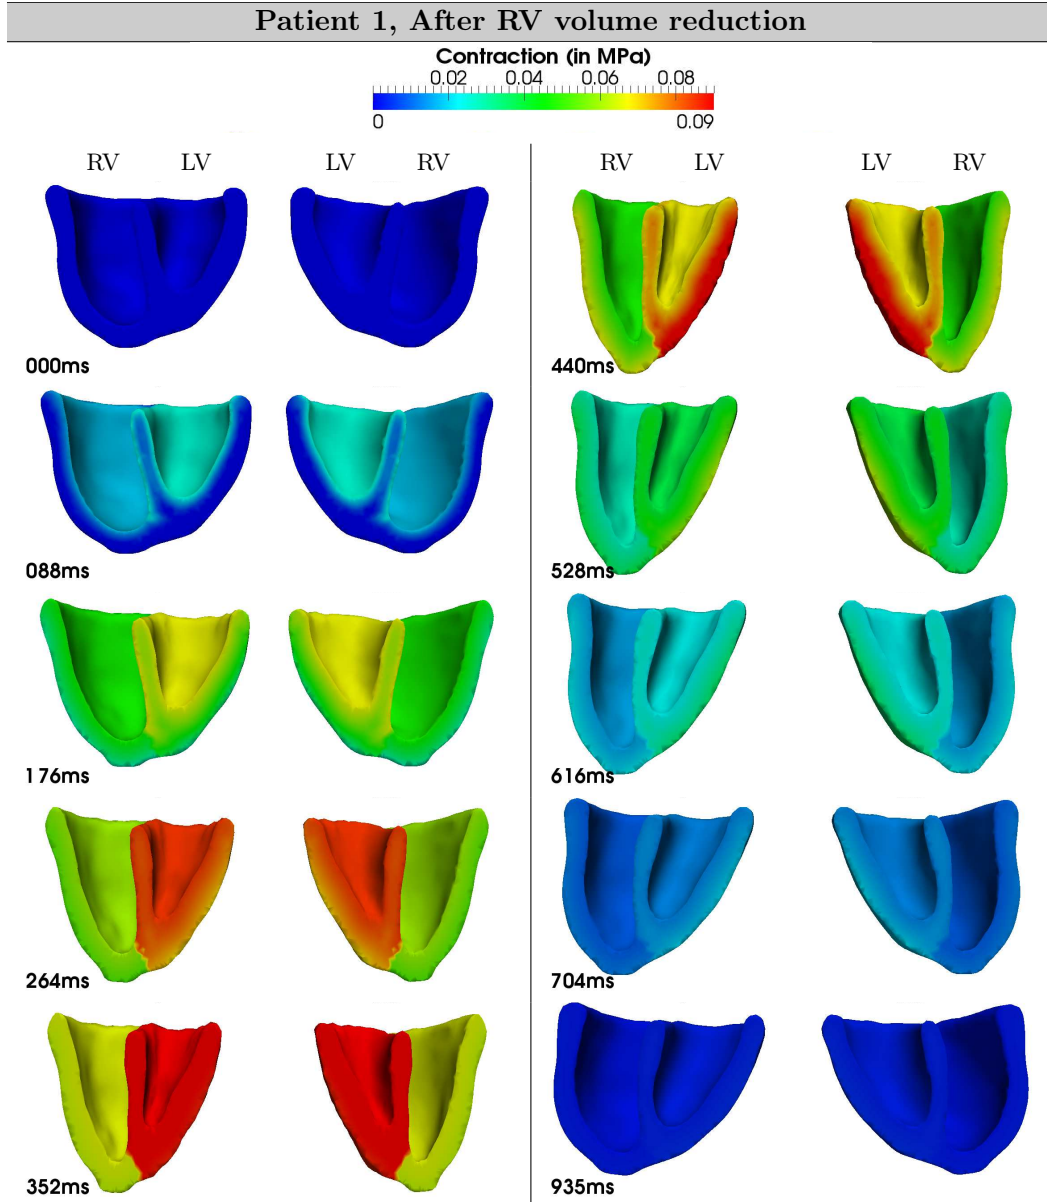 Patient 1, After RV volume reduction
Contraction (in MPa)
0.02 0.04 0.06 0.08
0 0.09
RV LV LV RV
000ms
088ms
176ms
264ms
352ms
RV LV LV RV
440ms
528ms
616ms
704ms
935ms